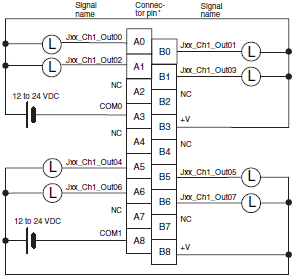 Signal name
Connec-tor pin*
Signal name
L Jxx_Ch1_Out00 A0
B0 Jxx_Ch1_Out01 L
L Jxx_Ch1_Out02 A1
B1 Jxx_Ch1_Out03 L
NC A2
B2 NC
12 to 24 VDC
COM0 A3
B3 +V
NC A4
B4 NC
Jxx_Ch1_Out04 A5
L
B5 Jxx_Ch1_Out05 L
L Jxx_Ch1_Out06 A6
B6 Jxx_Ch1_Out07 L
NC A7
B7 NC
12 to 24 VDC
COM1 A8
B8 +V